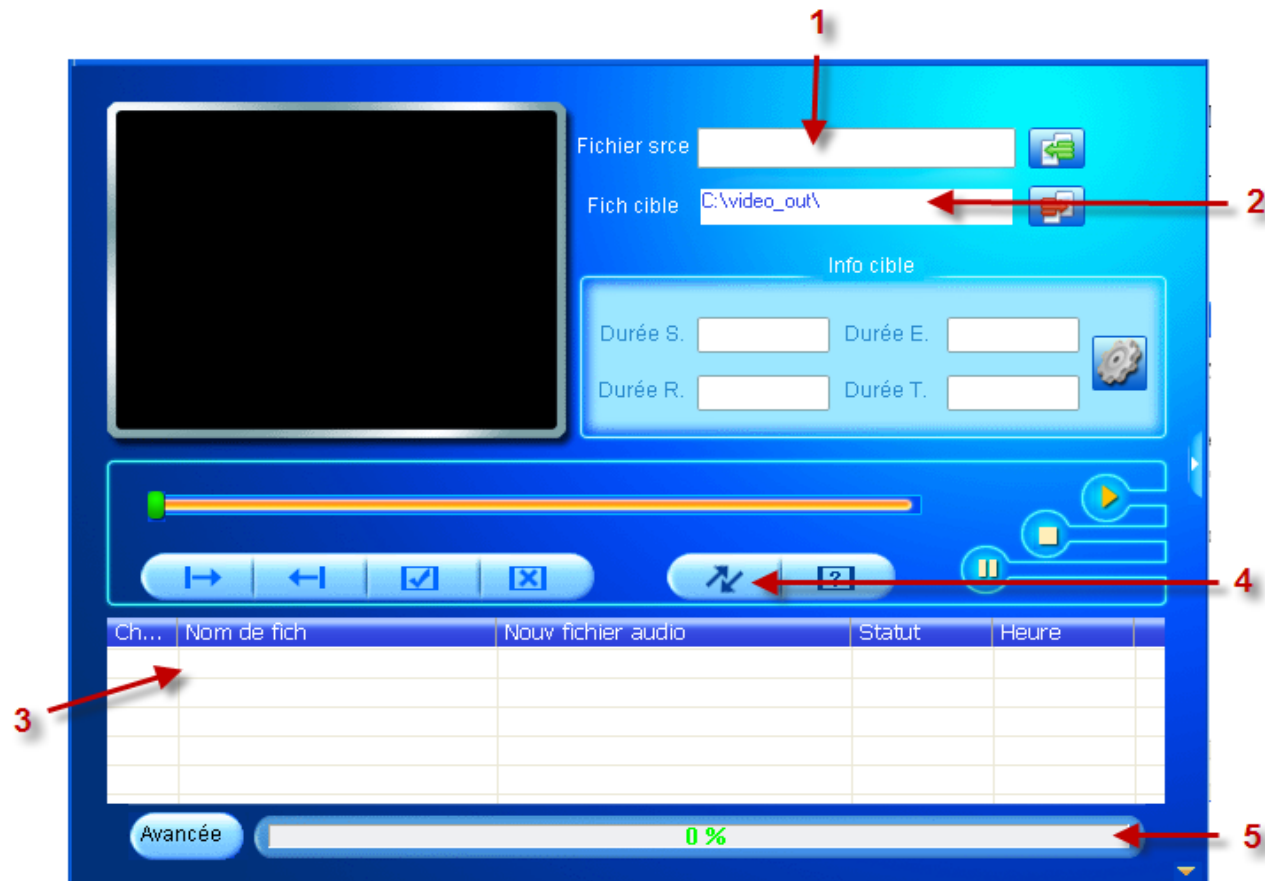 1
Fichier srce
Fich cible C:\video_out\
2
Info cible
Durée S. Durée E.
Durée R. Durée T.
4
Ch... Nom de fich Nouv fichier audio Statut Heure
3
Avancée 0 %
5